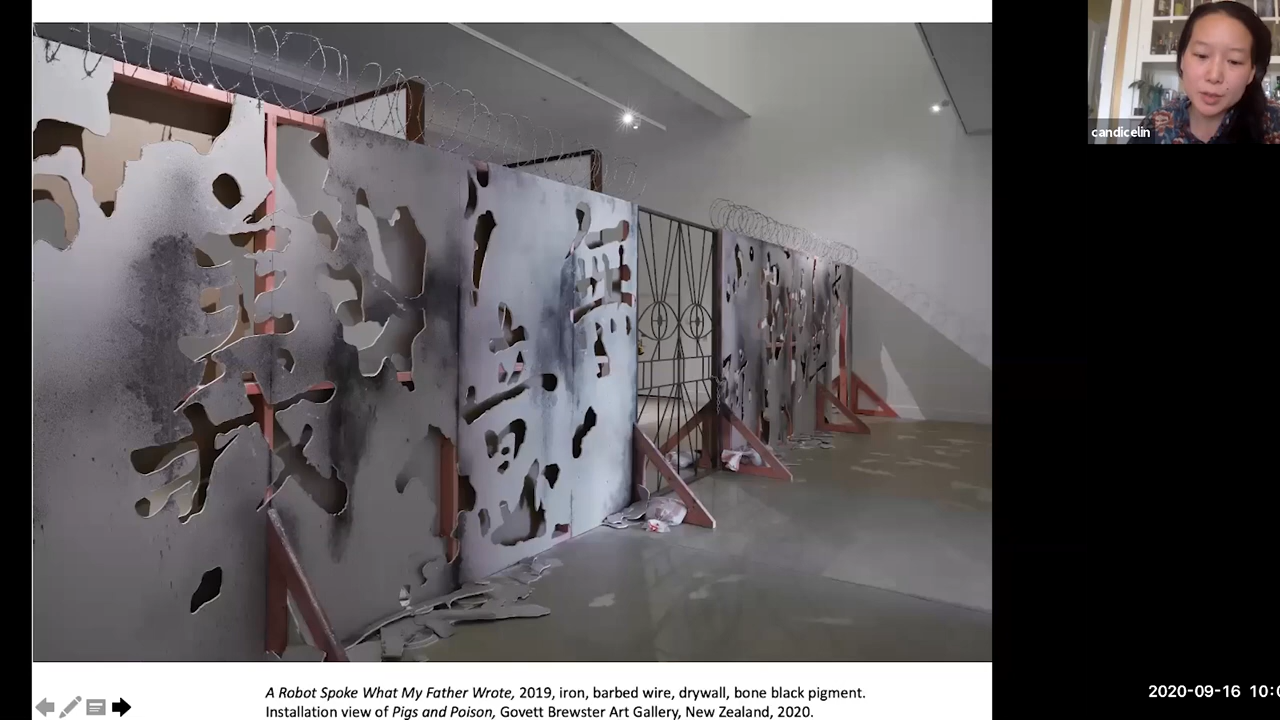 candicelin
無
A Robot Spoke What My Father Wrote, 2019, iron, barbed wire, drywall, bone black pigment.
Installation view of Pigs and Poison, Govett Brewster Art Gallery, New Zealand, 2020.
2020-09-16 10:0